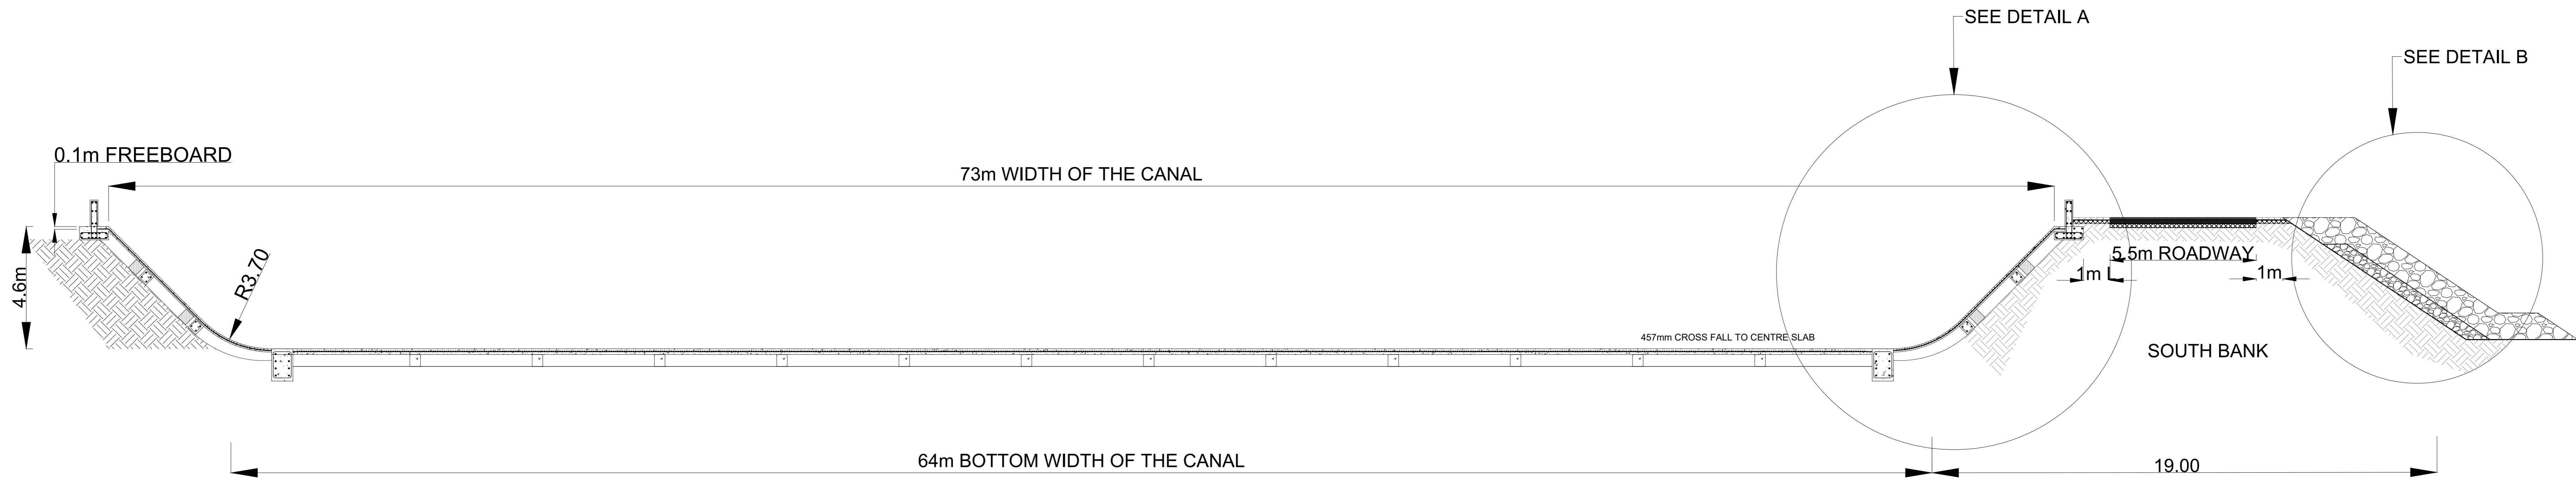 SEE DETAIL A
SEE DETAIL B
0.1m FREEBOARD
73m WIDTH OF THE CANAL
4.6m
R3.70
5.5m ROADWAY
1m L
1m
457mm CROSS FALL TO CENTRE SLAB
SOUTH BANK
64m BOTTOM WIDTH OF THE CANAL
19.00